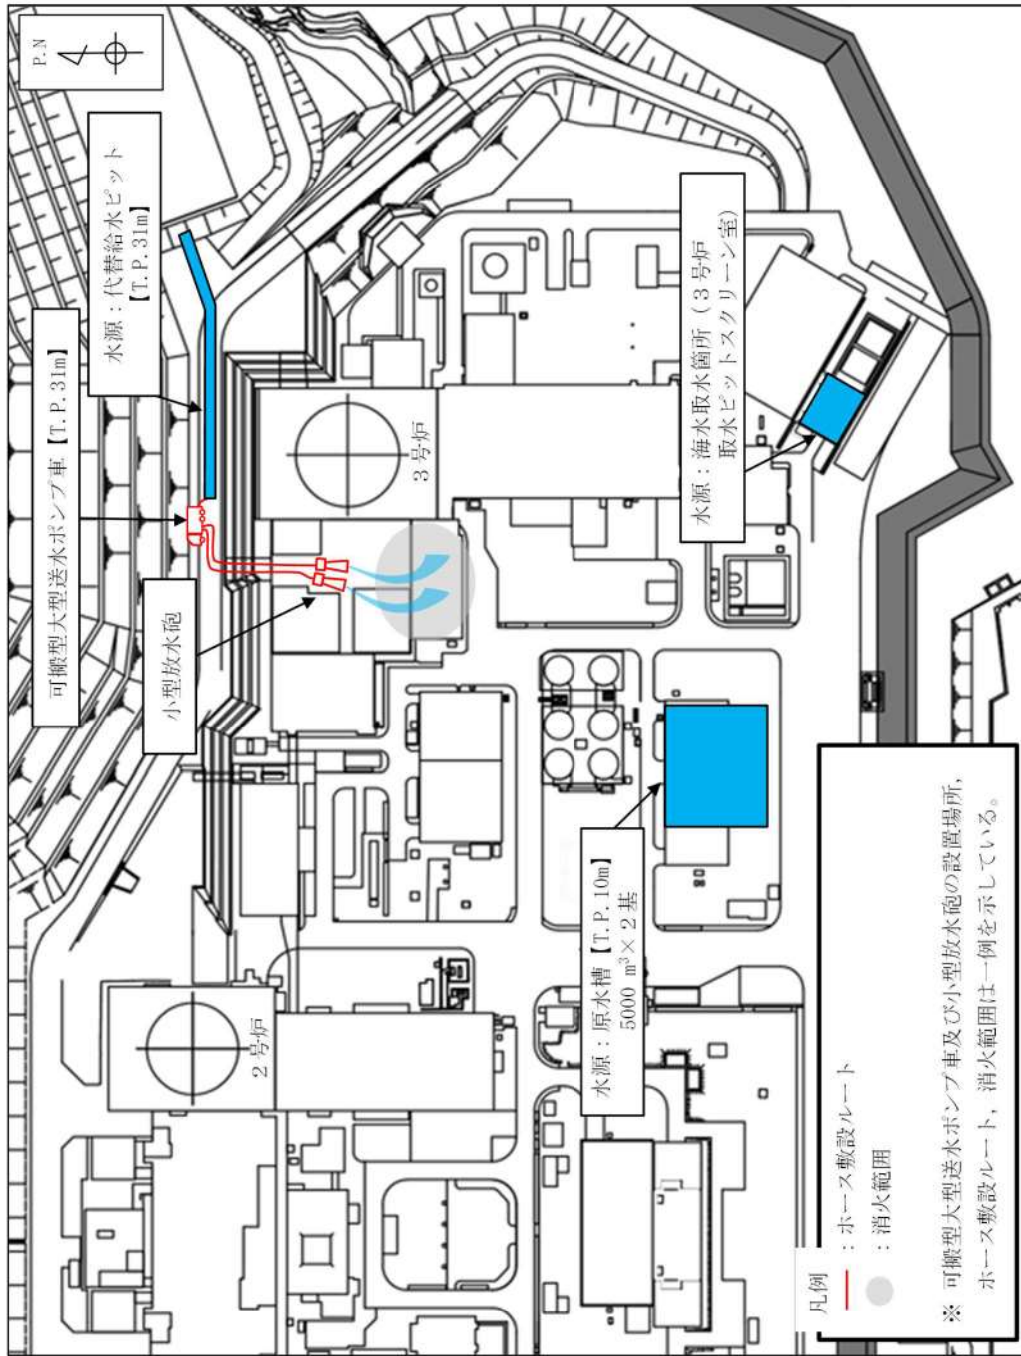 P.N
可搬型大型送水ポンプ車【T.P.31m】
水源：代替給水ピット
【T.P.31m】
小型放水砲
3号炉
2号炉
水源：海水取水箇所（3号炉
取水ピットスクリーン室）
水源：原水槽【T.P.10m】
5000 m³×2基
凡例
：ホース敷設ルート
：消火範囲
※ 可搬型大型送水ポンプ車及び小型放水砲の設置場所，
ホース敷設ルート，消火範囲は一例を示している。